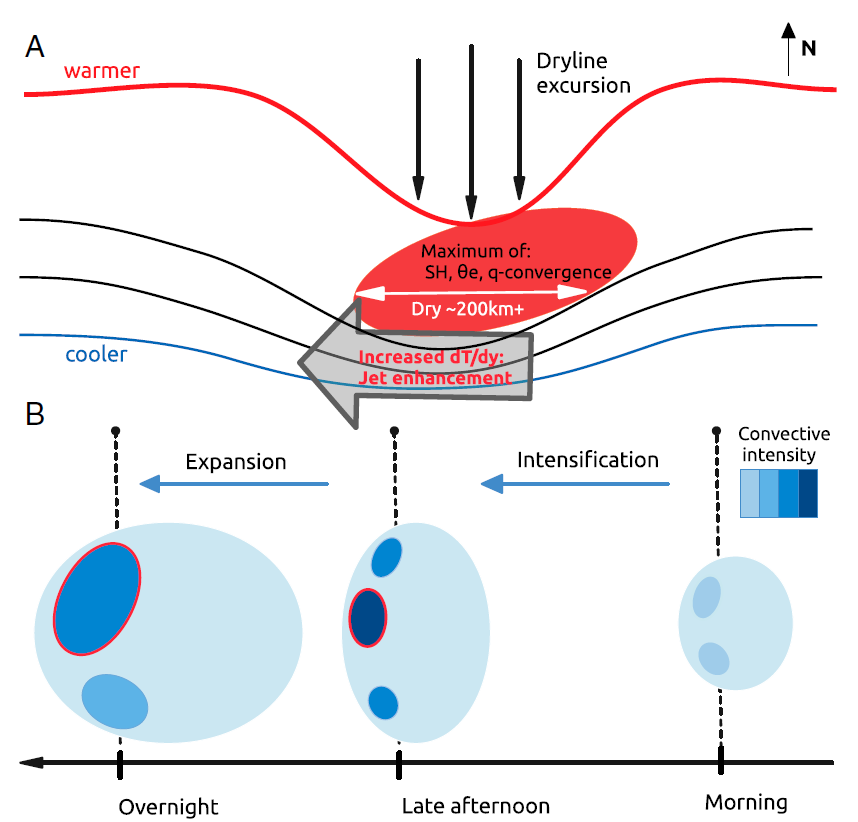 A
N
warmer
Dryline
excursion
Maximum of:
SH, θe, q-convergence
Dry ~200km+
cooler
Increased dT/dy:
Jet enhancement
B
Convective
intensity
Expansion
Intensification
Overnight
Late afternoon
Morning